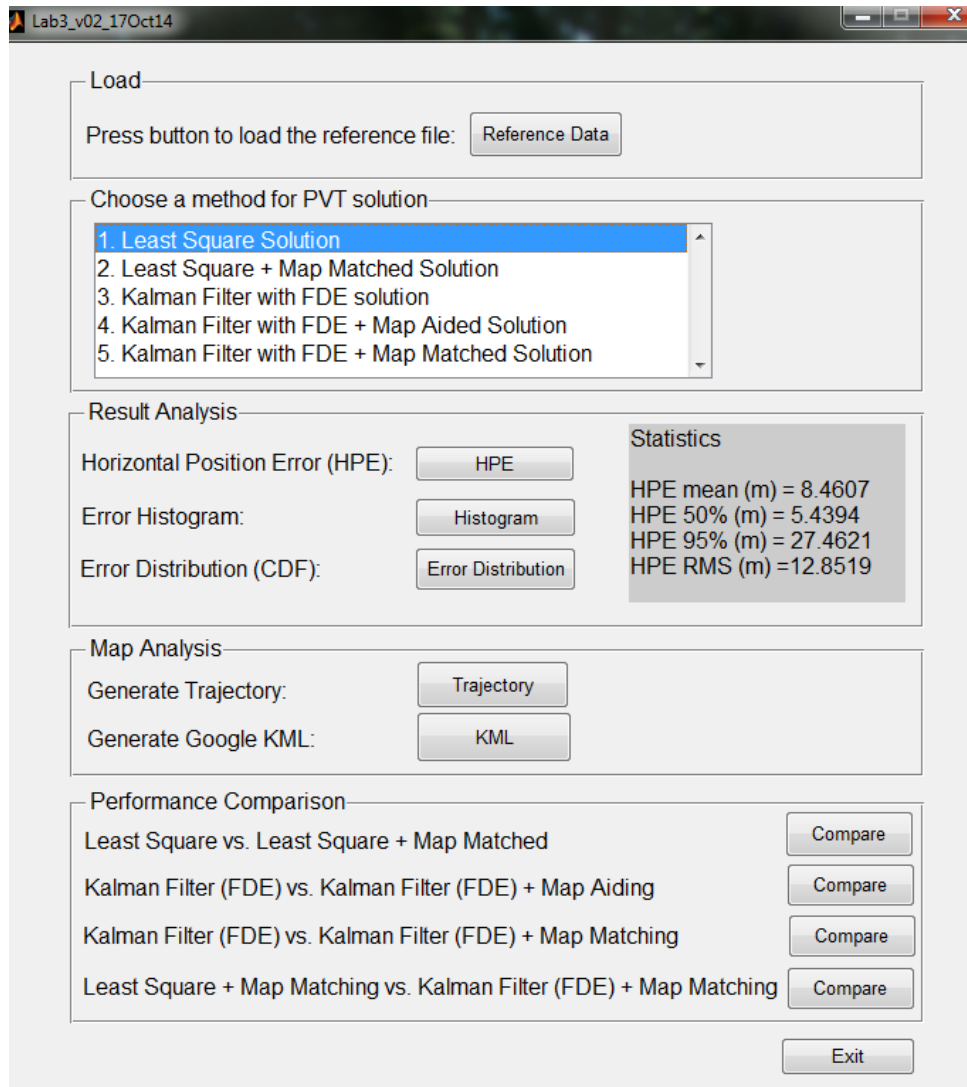 Lab3_v02_17Oct14
Load
Press button to load the reference file: Reference Data
Choose a method for PVT solution
1. Least Square Solution
2. Least Square + Map Matched Solution
3. Kalman Filter with FDE solution
4. Kalman Filter with FDE + Map Aided Solution
5. Kalman Filter with FDE + Map Matched Solution
Result Analysis
Horizontal Position Error (HPE): HPE
Error Histogram: Histogram
Error Distribution (CDF): Error Distribution
Statistics
HPE mean (m) = 8.4607
HPE 50% (m) = 5.4394
HPE 95% (m) = 27.4621
HPE RMS (m) =12.8519
Map Analysis
Generate Trajectory: Trajectory
Generate Google KML: KML
Performance Comparison
Least Square vs. Least Square + Map Matched Compare
Kalman Filter (FDE) vs. Kalman Filter (FDE) + Map Aiding Compare
Kalman Filter (FDE) vs. Kalman Filter (FDE) + Map Matching Compare
Least Square + Map Matching vs. Kalman Filter (FDE) + Map Matching Compare
Exit